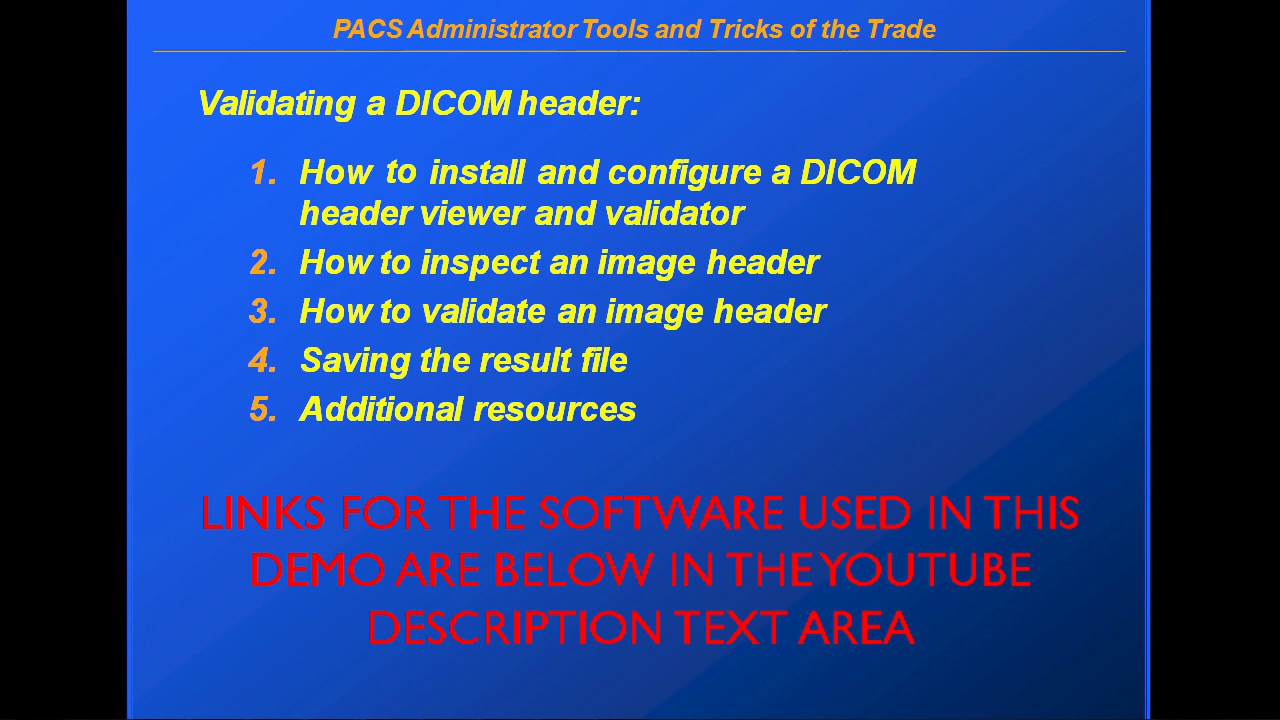 PACS Administrator Tools and Tricks of the Trade
Validating a DICOM header:
1. How to install and configure a DICOM
header viewer and validator
2. How to inspect an image header
3. How to validate an image header
4. Saving the result file
5. Additional resources
LINKS FOR THE SOFTWARE USED IN THIS
DEMO ARE BELOW IN THE YOUTUBE
DESCRIPTION TEXT AREA